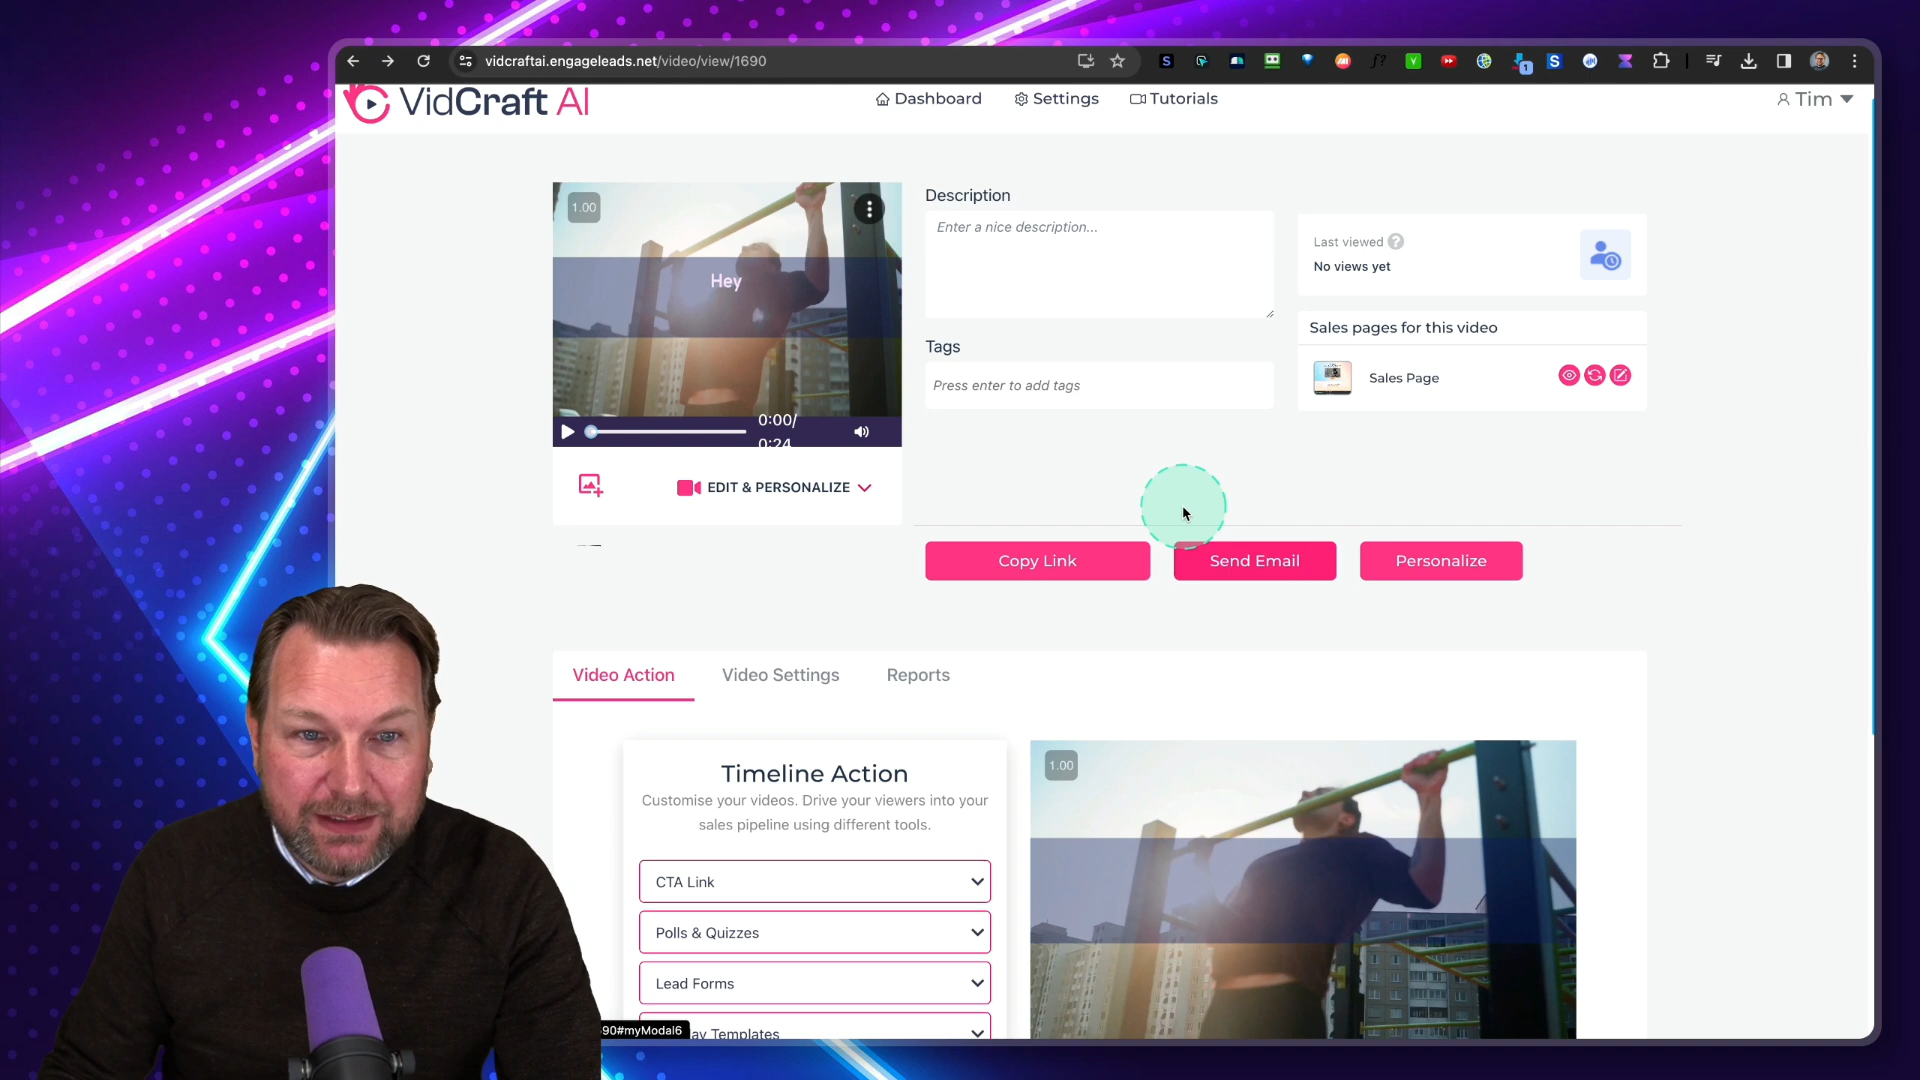 vidcraftai.engageleads.net/video/view/1690
VidCraft AI
Dashboard
Settings
Tutorials
Tim
1.00
Hey
0:00/
0:24
EDIT & PERSONALIZE
Description
Enter a nice description...
Tags
Press enter to add tags
Last viewed
No views yet
Sales pages for this video
Sales Page
Copy Link
Send Email
Personalize
Video Action
Video Settings
Reports
Timeline Action
Customise your videos. Drive your viewers into your
sales pipeline using different tools.
CTA Link
Polls & Quizzes
Lead Forms
Templates
90#myModal6
1.00